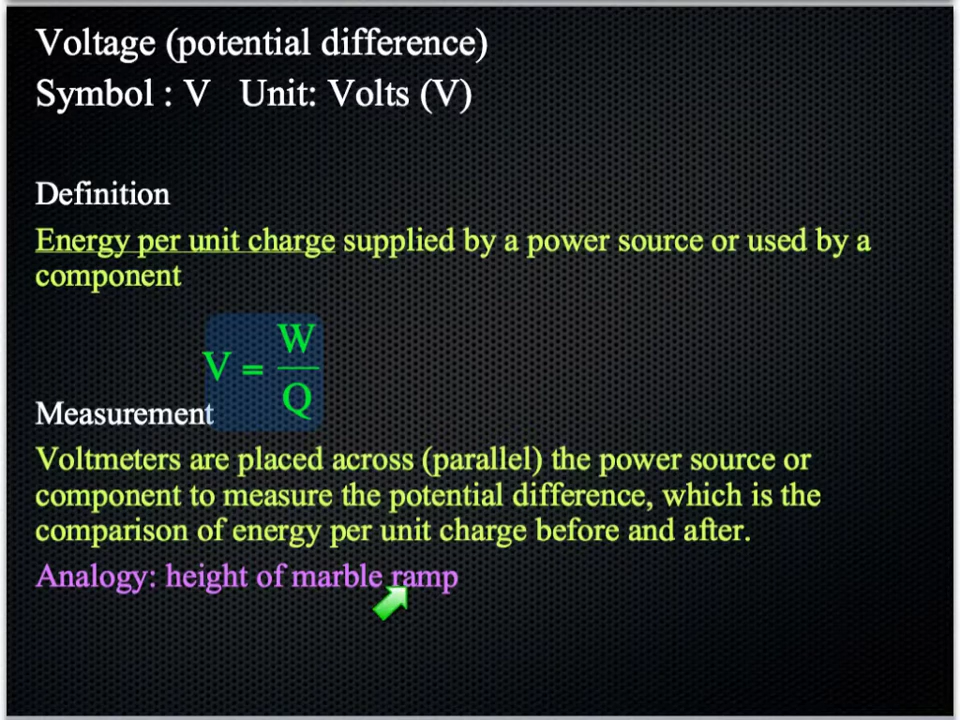 Voltage (potential difference)
Symbol : V Unit: Volts (V)
Definition
Energy per unit charge supplied by a power source or used by a
component
V = W
Q
Measurement
Voltmeters are placed across (parallel) the power source or
component to measure the potential difference, which is the
comparison of energy per unit charge before and after.
Analogy: height of marble ramp